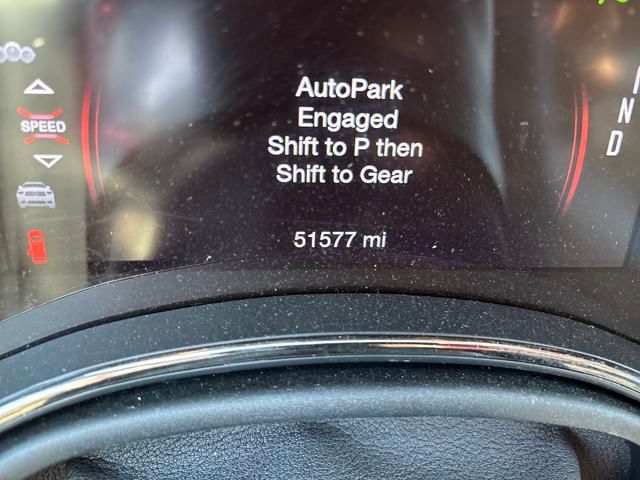 AutoPark
Engaged
Shift to P then
Shift to Gear
SPEED
51577 mi
N
D